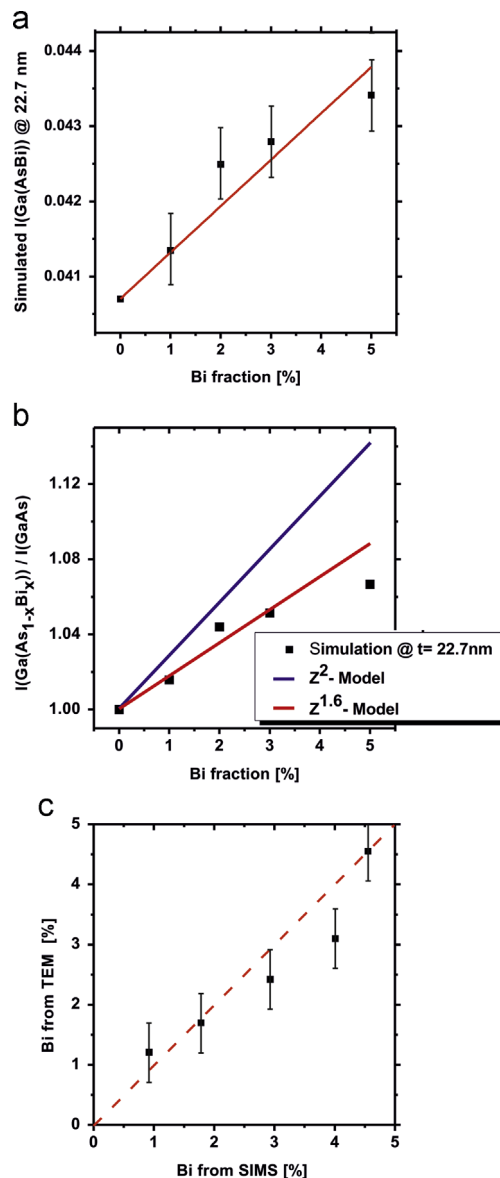 a
Simulated I(Ga(AsBi)) @ 22.7 nm
0.044
0.043
0.042
0.041
0 1 2 3 4 5
Bi fraction [%]
b
I(Ga(As1-xBix)) / I(GaAs)
1.12
1.08
1.04
1.00
Simulation @ t= 22.7nm
Z2- Model
Z1.6- Model
0 1 2 3 4 5
Bi fraction [%]
c
Bi from TEM [%]
5
4
3
2
1
0
0 1 2 3 4 5
Bi from SIMS [%]